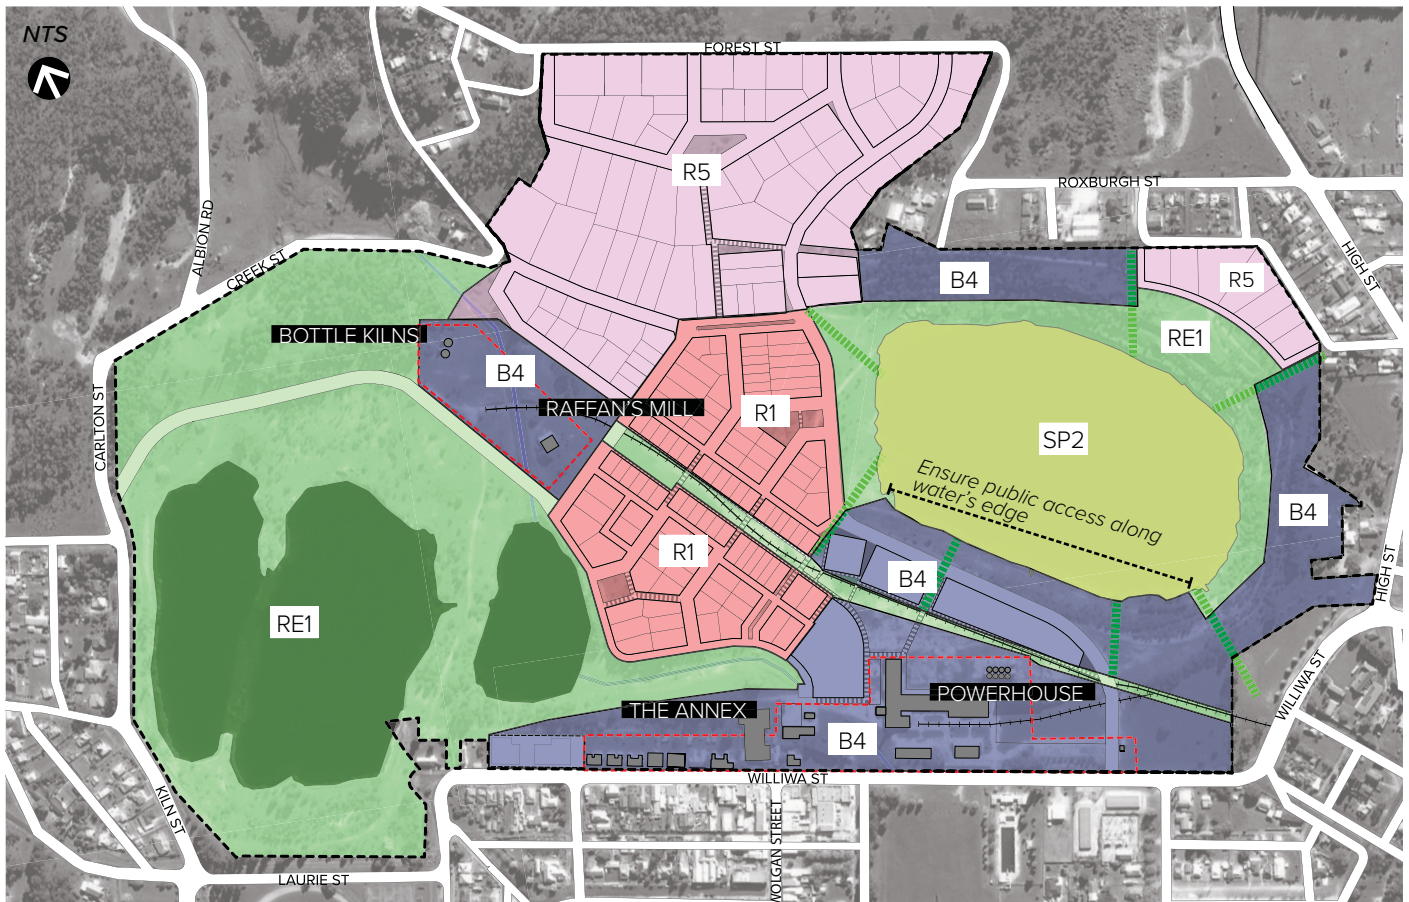 NTS
FOREST ST
R5
ROXBURGH ST
ALBION RD
CREEK ST
HIGH ST
B4
R5
BOTTLE KILNS
RE1
B4
RAFFAN'S MILL
R1
CARLTON ST
SP2
Ensure public access along
water's edge
B4
R1
B4
HIGH ST
RE1
WILLIWA ST
POWERHOUSE
THE ANNEX
B4
WILLIWA ST
KILN ST
WOLGAN STREET
LAURIE ST